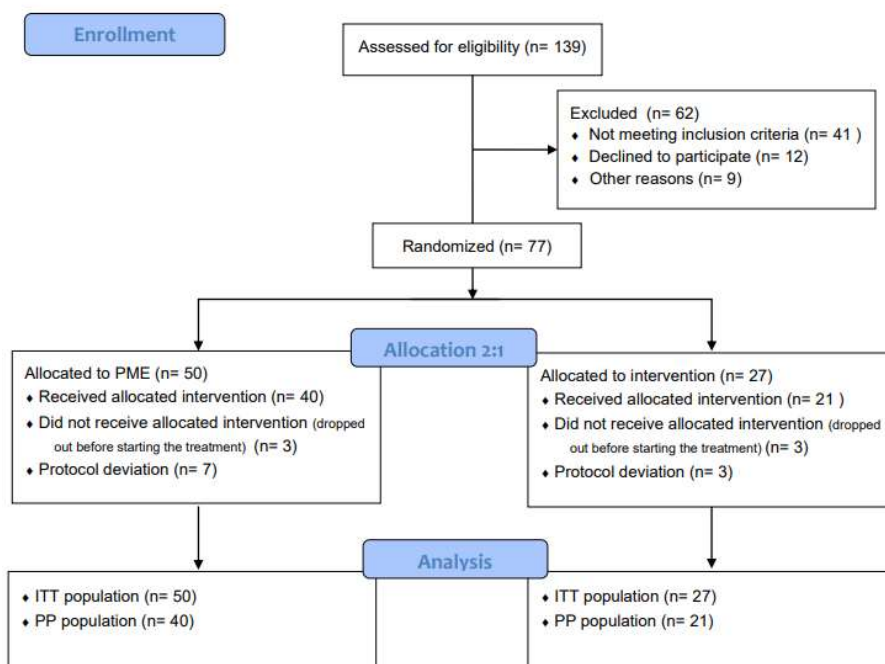 Enrollment
Assessed for eligibility (n= 139)
Excluded (n= 62)
♦ Not meeting inclusion criteria (n= 41 )
♦ Declined to participate (n= 12)
♦ Other reasons (n= 9)
Randomized (n= 77)
Allocation 2:1
Allocated to PME (n= 50)
♦ Received allocated intervention (n= 40)
♦ Did not receive allocated intervention (dropped
out before starting the treatment) (n= 3)
♦ Protocol deviation (n= 7)
Allocated to intervention (n= 27)
♦ Received allocated intervention (n= 21 )
♦ Did not receive allocated intervention (dropped
out before starting the treatment) (n= 3)
♦ Protocol deviation (n= 3)
Analysis
♦ ITT population (n= 50)
♦ PP population (n= 40)
♦ ITT population (n= 27)
♦ PP population (n= 21)